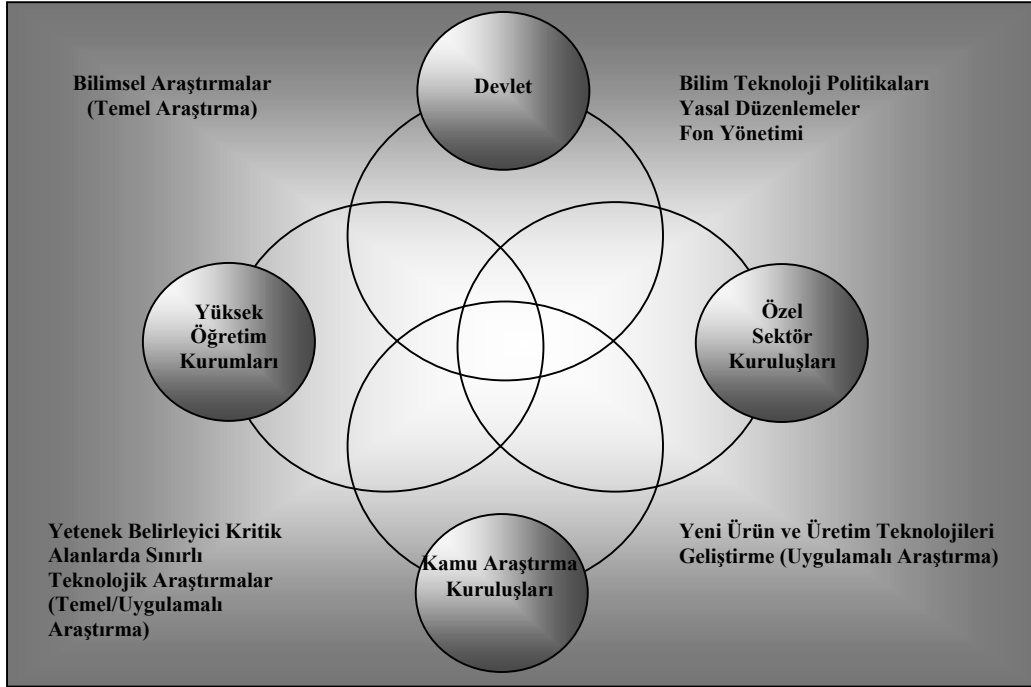 Bilimsel Araştırmalar
(Temel Araştırma)
Devlet
Bilim Teknoloji Politikaları
Yasal Düzenlemeler
Fon Yönetimi
Yüksek
Öğretim
Kurumları
Özel
Sektör
Kuruluşları
Yetenek Belirleyici Kritik
Alanlarda Sınırlı
Teknolojik Araştırmalar
(Temel/Uygulamalı
Araştırma)
Kamu Araştırma
Kuruluşları
Yeni Ürün ve Üretim Teknolojileri
Geliştirme (Uygulamalı Araştırma)